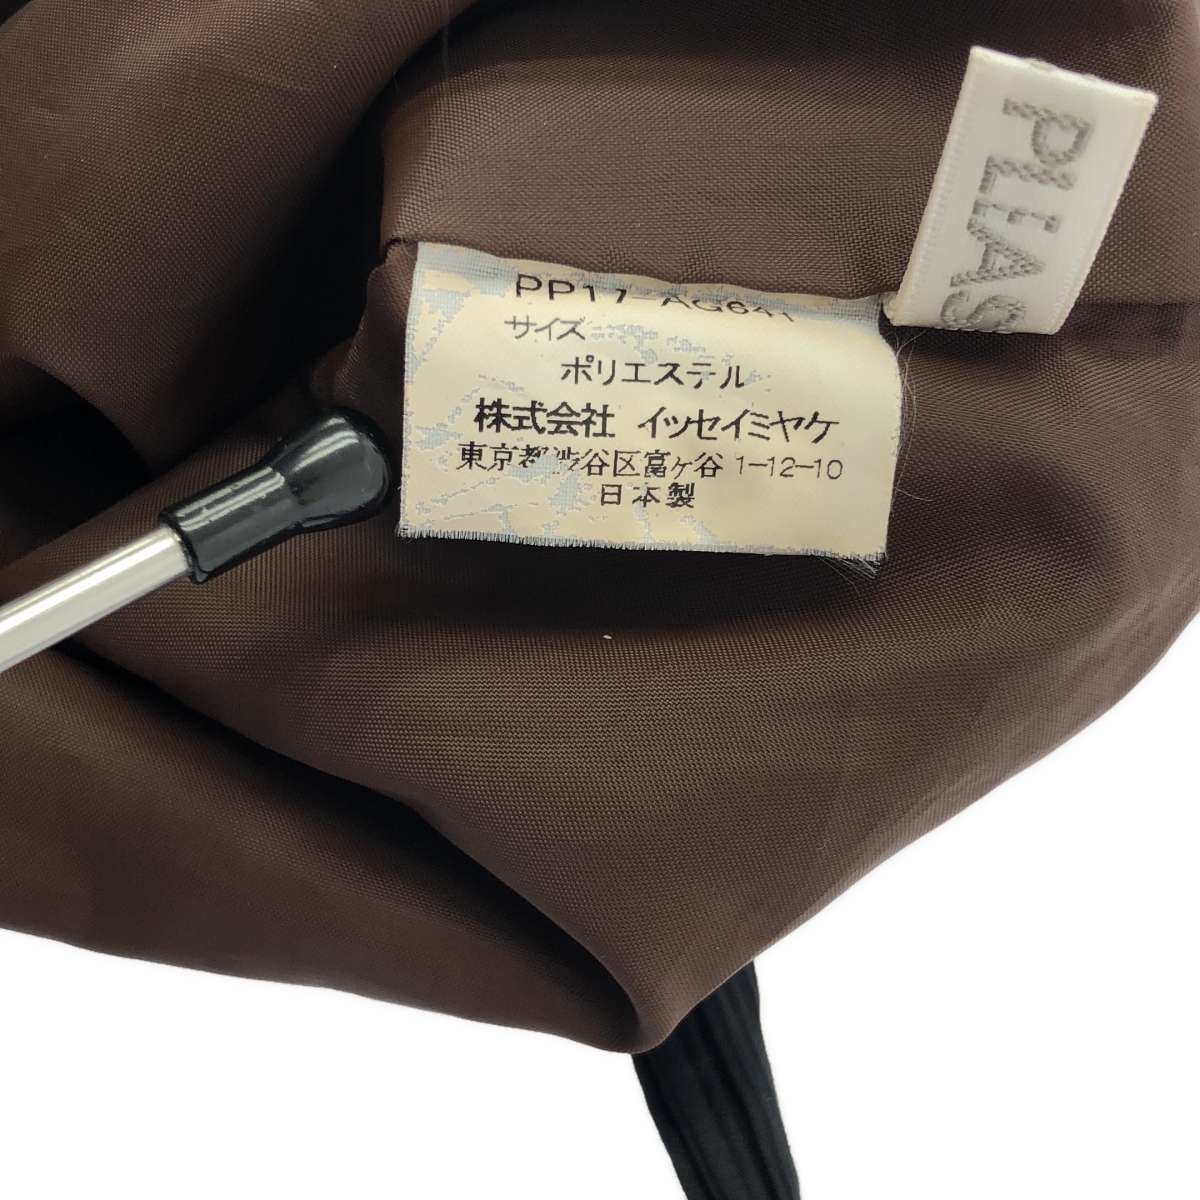 PP17-AG641
サイズ
ポリエステル
株式会社 イッセイミヤケ
東京都渋谷区富ヶ谷 1-12-10
日本製
PLEAS